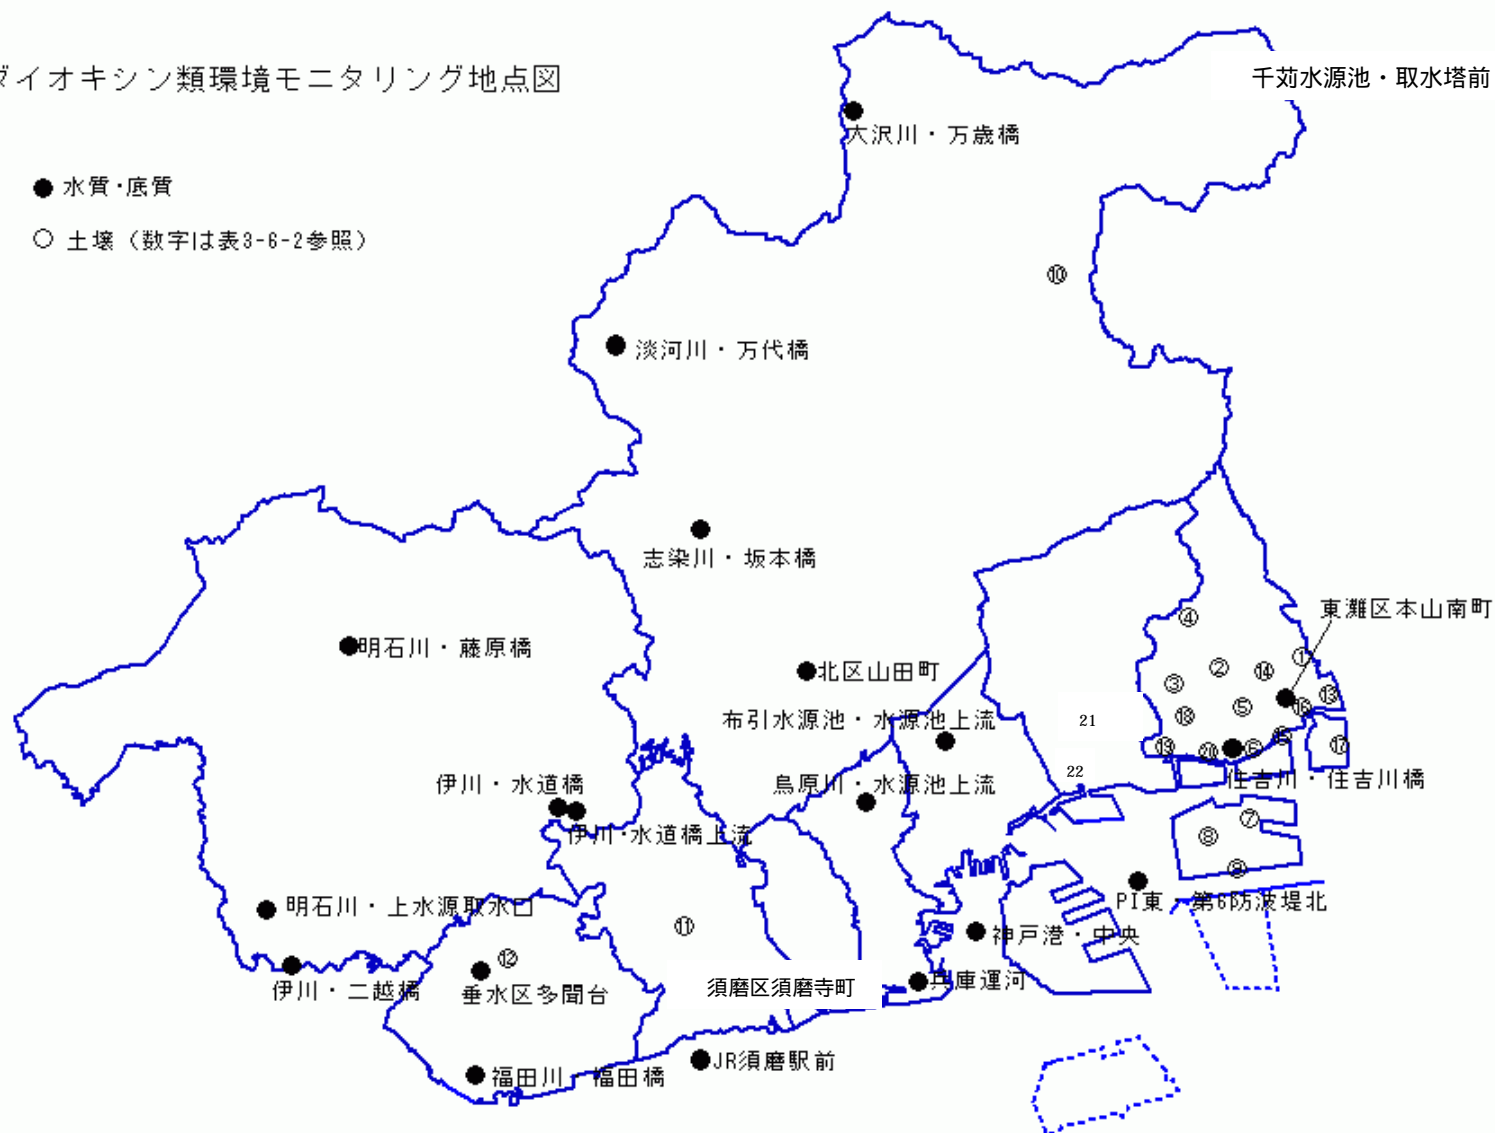 ダイオキシン類環境モニタリング地点図
千苅水源池・取水塔前
大沢川・万歳橋
● 水質・底質
○ 土壌（数字は表3-6-2参照）
⑩
淡河川・万代橋
志染川・坂本橋
東灘区本山南町
④
明石川・藤原橋
①
②
⑭
北区山田町
③
⑬
⑤
⑯
布引水源池・水源池上流
21
⑱
⑲
⑳
⑥
⑮
⑰
22
住吉川・住吉川橋
伊川・水道橋
烏原川・水源池上流
伊川・水道橋上流
⑦
⑧
⑨
明石川・上水源取水口
PI東・第6防波堤北
⑪
神戸港・中央
⑫
伊川・二越橋
垂水区多聞台
須磨区須磨寺町
兵庫運河
福田川・福田橋
JR須磨駅前